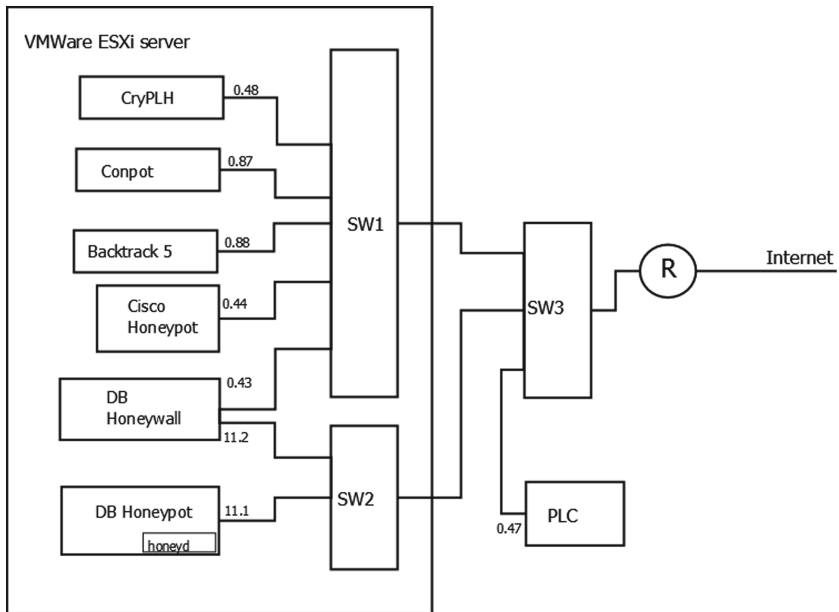 VMWare ESXi server
CryPLH
0.48
Conpot
0.87
Backtrack 5
0.88
Cisco
Honeypot
0.44
DB
Honeywall
0.43
11.2
DB Honeypot
honeyd
11.1
SW1
SW2
SW3
R
Internet
PLC
0.47